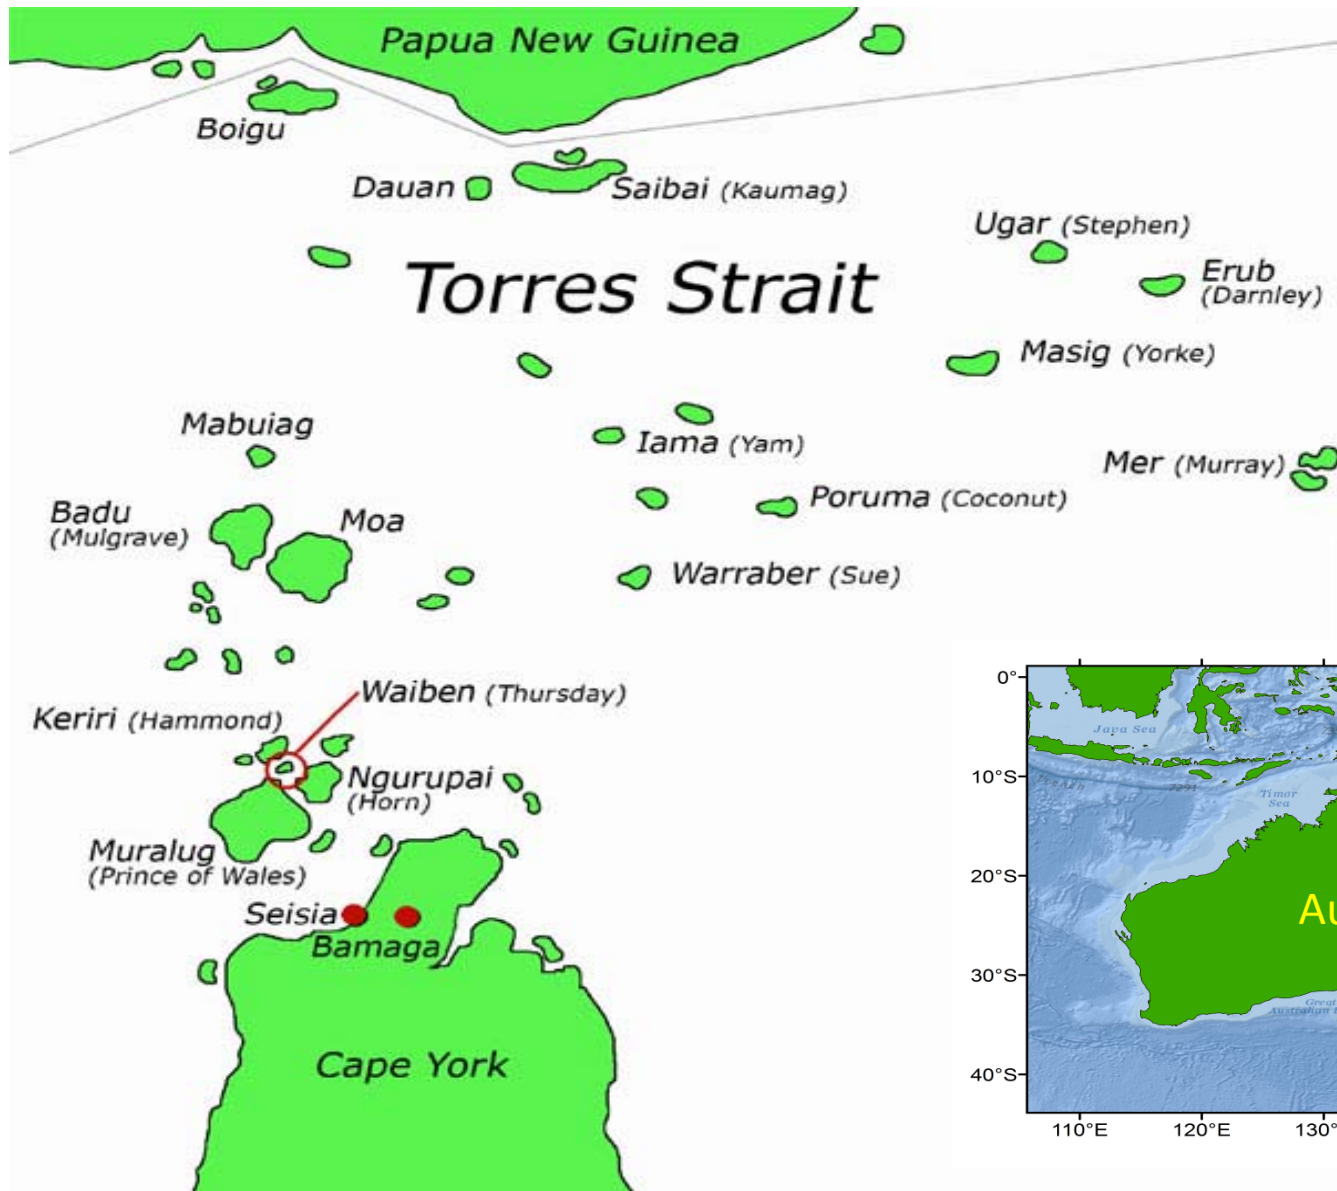 Papua New Guinea
Boigu
Dauan
Saibai (Kaumag)
Ugar (Stephen)
Torres Strait
Erub
(Darnley)
Masig (Yorke)
Mabuiag
Iama (Yam)
Mer (Murray)
Badu
(Mulgrave)
Moa
Poruma (Coconut)
Warraber (Sue)
Waiben (Thursday)
Keriri (Hammond)
Ngurupai
(Horn)
Muralug
(Prince of Wales)
Seisia
Bamaga
Cape York
0°
Java Sea
10°S
Timor
Sea
20°S
Au
30°S
Great
Australian
40°S
110°E
120°E
130°